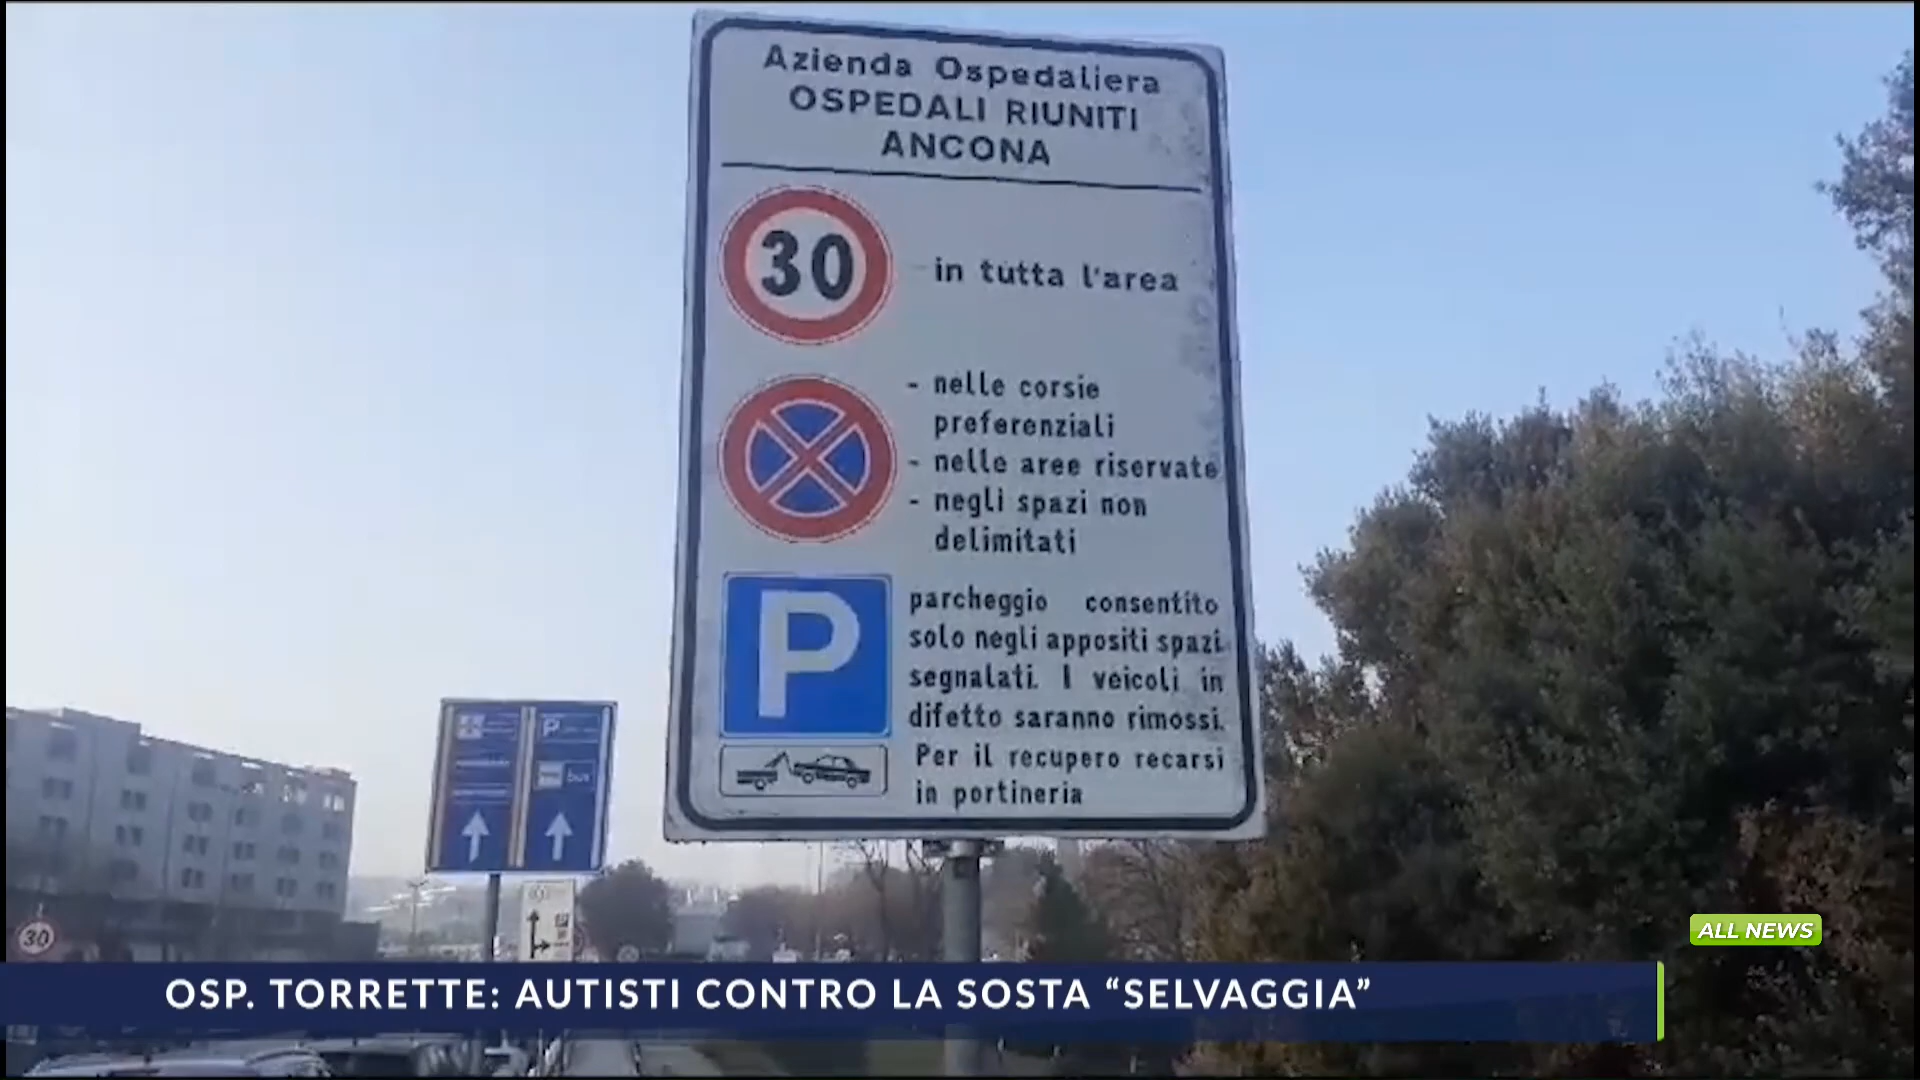 Azienda Ospedaliera
OSPEDALI RIUNITI
ANCONA
30
in tutta l'area
- nelle corsie
preferenziali
- nelle aree riservate
- negli spazi non
delimitati
P
parcheggio consentito
solo negli appositi spazi
segnalati. I veicoli in
difetto saranno rimossi.
Per il recupero recarsi
in portineria
P
bus
30
ALL NEWS
OSP. TORRETTE: AUTISTI CONTRO LA SOSTA “SELVAGGIA”